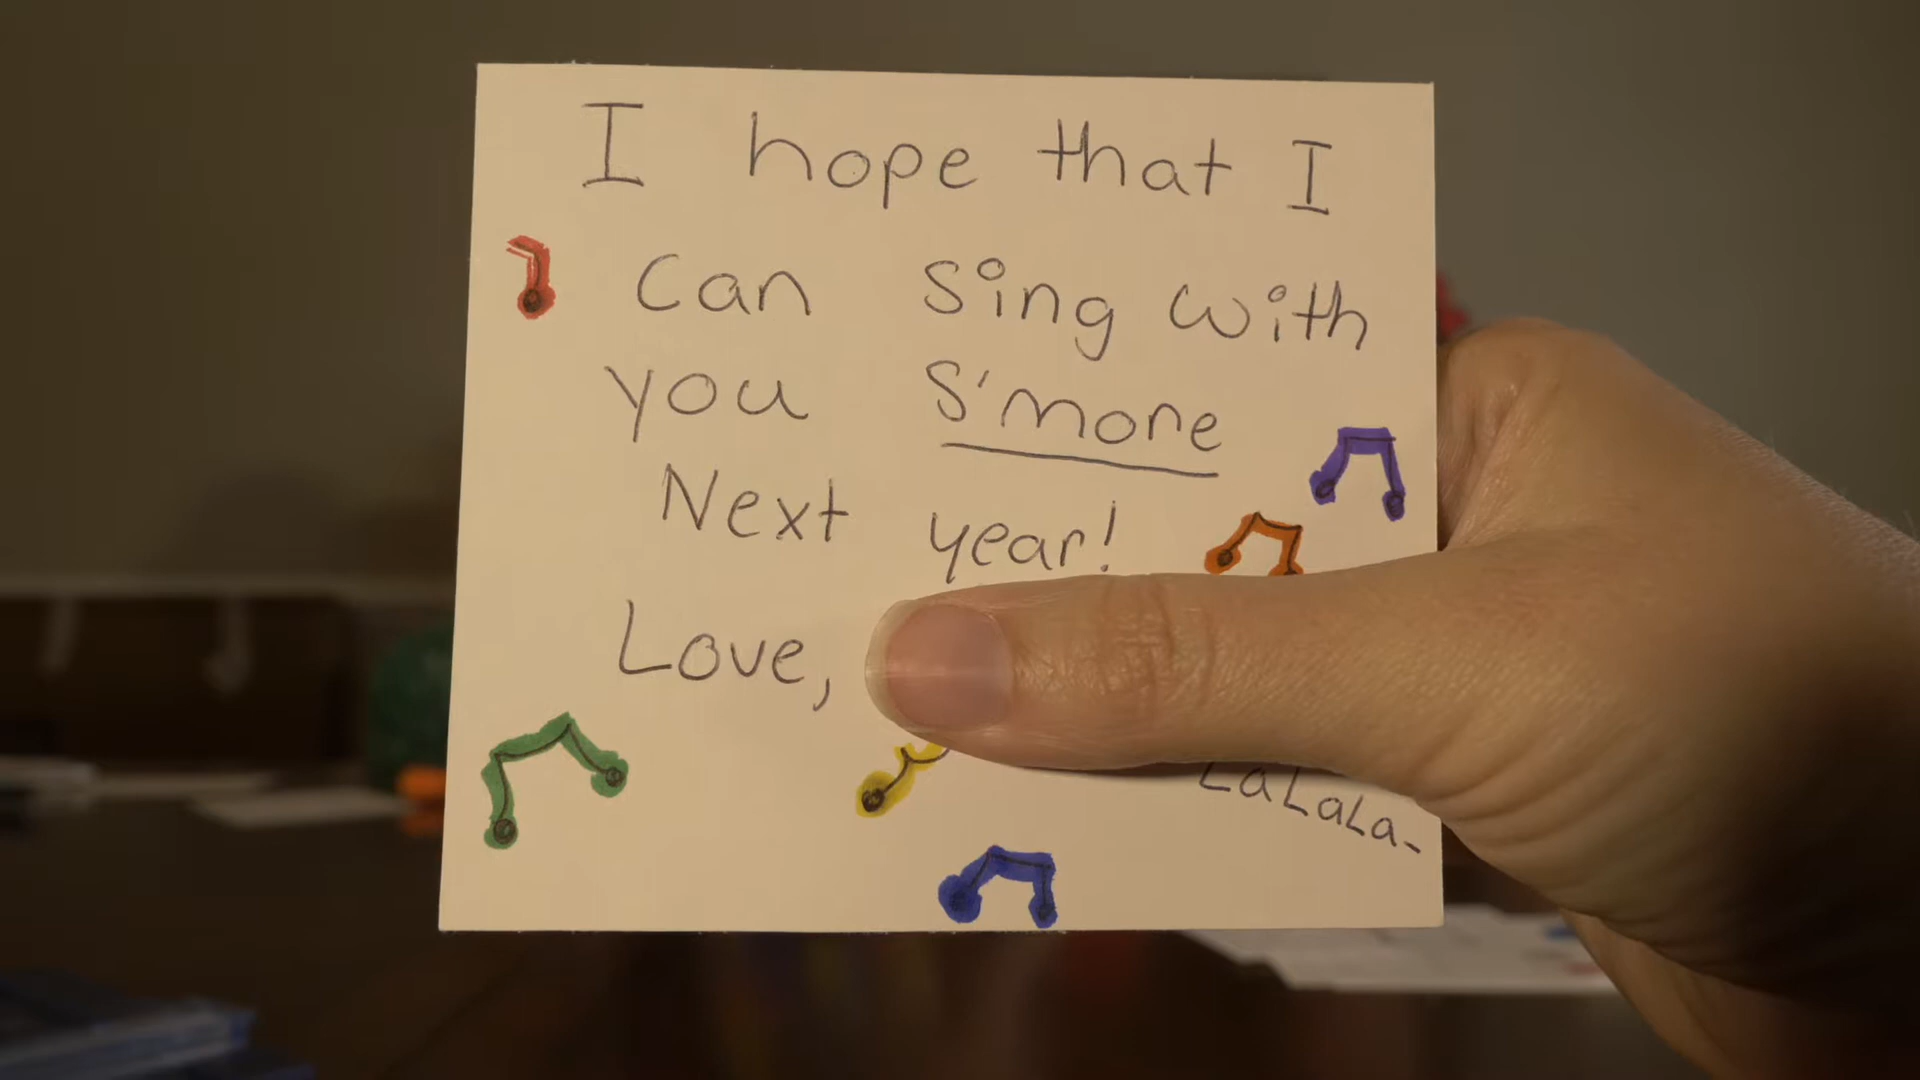 I hope that I
can sing with
you S'more
Next year!
Love,
LaLaLa-